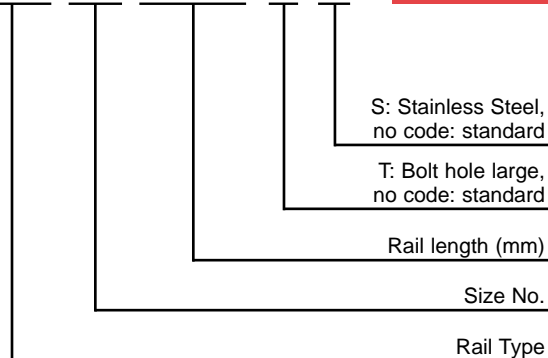 S: Stainless Steel,
no code: standard
T: Bolt hole large,
no code: standard
Rail length (mm)
Size No.
Rail Type